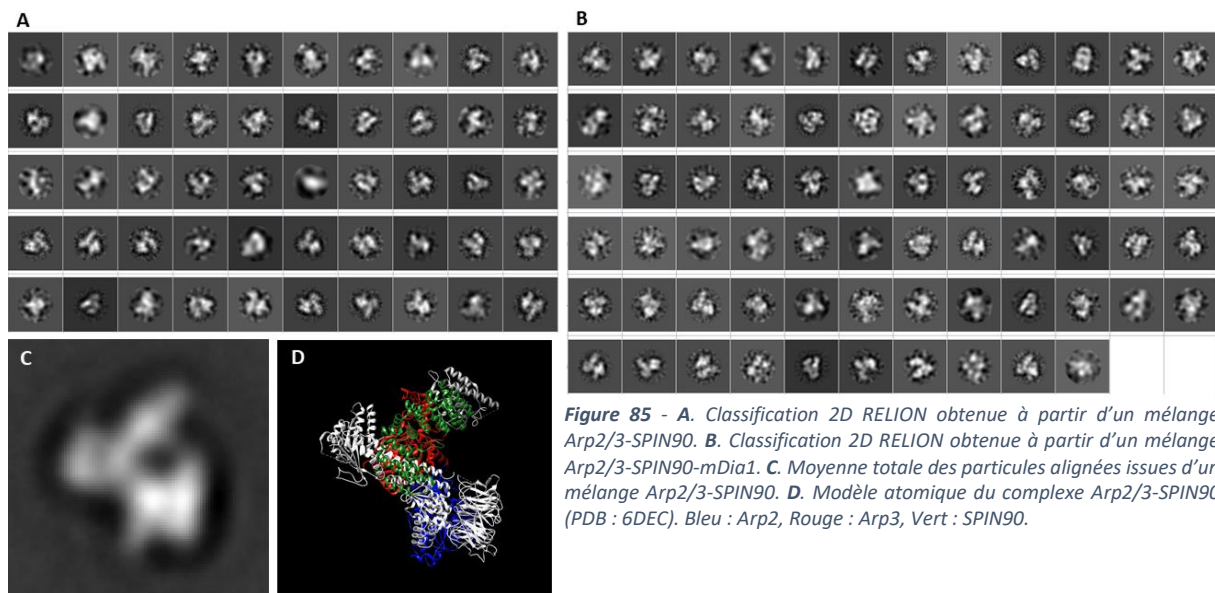 A
B
C
D
Figure 85 - A. Classification 2D RELION obtenue à partir d'un mélange
Arp2/3-SPIN90. B. Classification 2D RELION obtenue à partir d'un mélange
Arp2/3-SPIN90-mDia1. C. Moyenne totale des particules alignées issues d'un
mélange Arp2/3-SPIN90. D. Modèle atomique du complexe Arp2/3-SPIN90
(PDB : 6DEC). Bleu : Arp2, Rouge : Arp3, Vert : SPIN90.